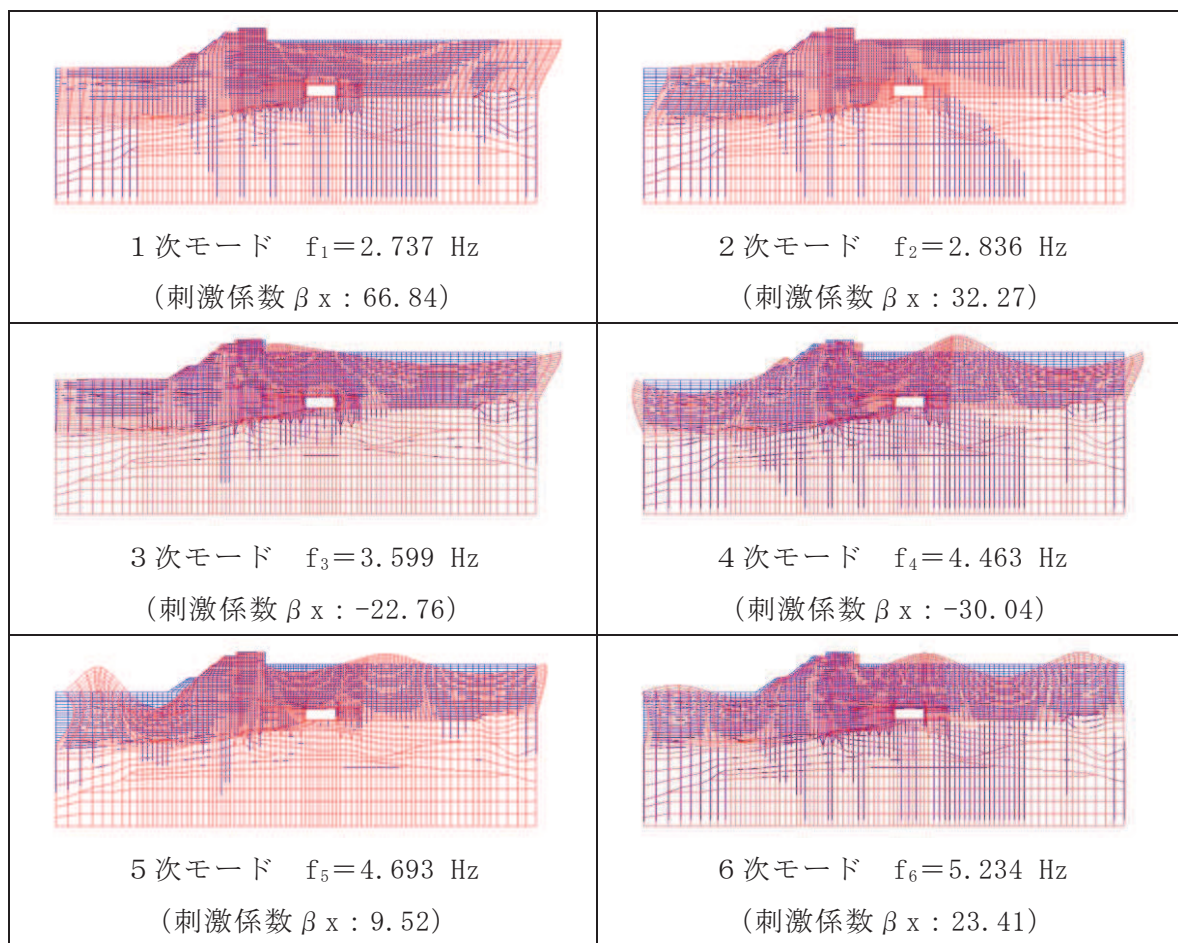 1次モード f₁＝2.737 Hz
(刺激係数βx：66.84)
2次モード f₂＝2.836 Hz
(刺激係数βx：32.27)
3次モード f₃＝3.599 Hz
(刺激係数βx：-22.76)
4次モード f₄＝4.463 Hz
(刺激係数βx：-30.04)
5次モード f₅＝4.693 Hz
(刺激係数βx：9.52)
6次モード f₆＝5.234 Hz
(刺激係数βx：23.41)